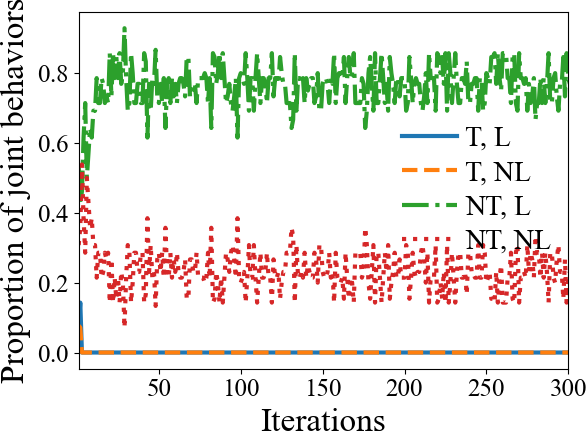 Proportion of joint behaviors
0.8
0.6
0.4
0.2
0.0
T, L
T, NL
NT, L
NT, NL
50
100
150
200
250
300
Iterations